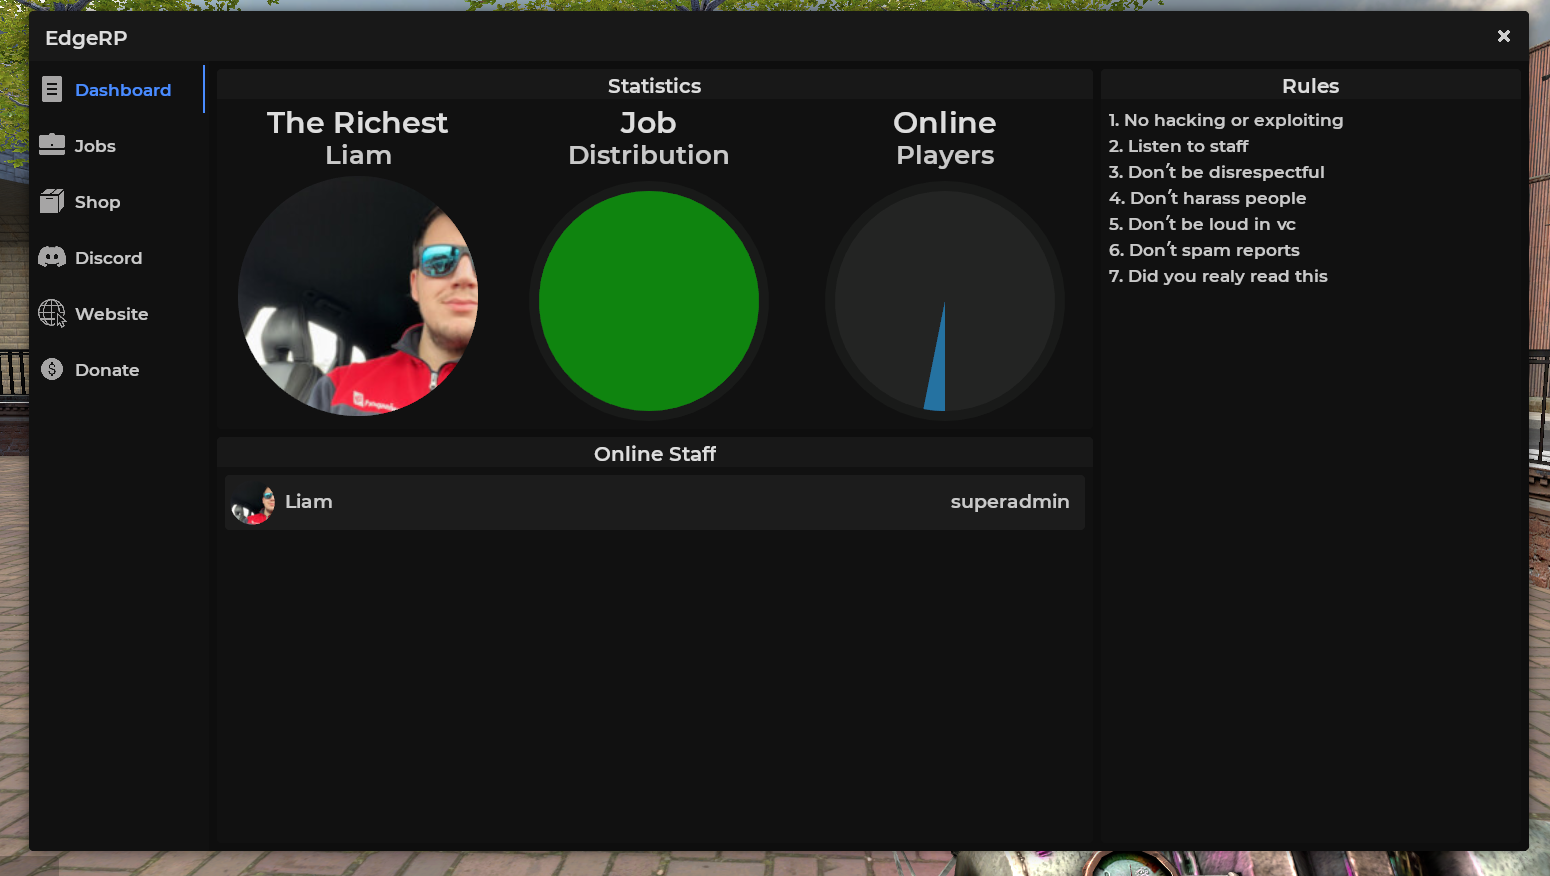 EdgeRP
Dashboard
Jobs
Shop
Discord
Website
Donate
Statistics
The Richest
Liam
Job
Distribution
Online
Players
Online Staff
Liam
superadmin
Rules
1. No hacking or exploiting
2. Listen to staff
3. Don't be disrespectful
4. Don't harass people
5. Don't be loud in vc
6. Don't spam reports
7. Did you realy read this